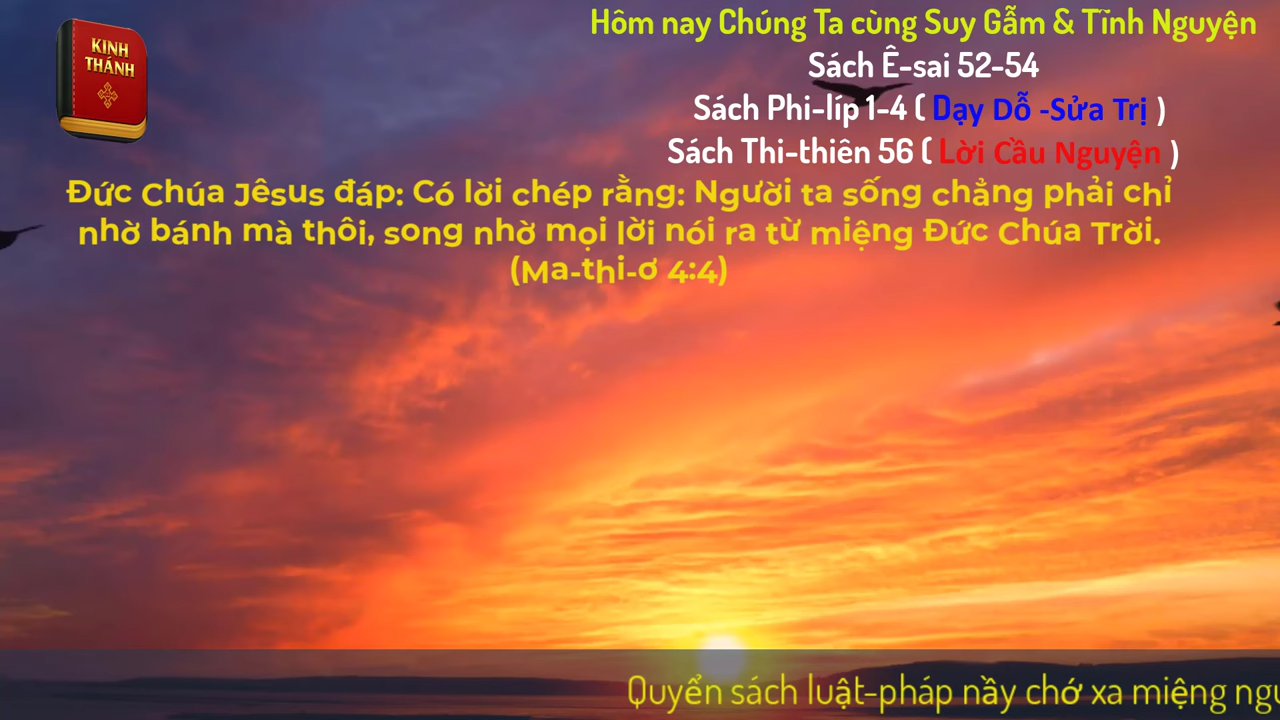 KINH
THÁNH
Hôm nay Chúng Ta cùng Suy Gẫm & Tĩnh Nguyện
Sách Ê-sai 52-54
Sách Phi-líp 1-4 ( Dạy Dỗ -Sửa Trị )
Sách Thi-thiên 56 ( Lời Cầu Nguyện )
Đức Chúa Jêsus đáp: Có lời chép rằng: Người ta sống chẳng phải chỉ
nhờ bánh mà thôi, song nhờ mọi lời nói ra từ miệng Đức Chúa Trời.
(Ma-thi-ơ 4:4)
Quyển sách luật-pháp nầy chớ xa miệng